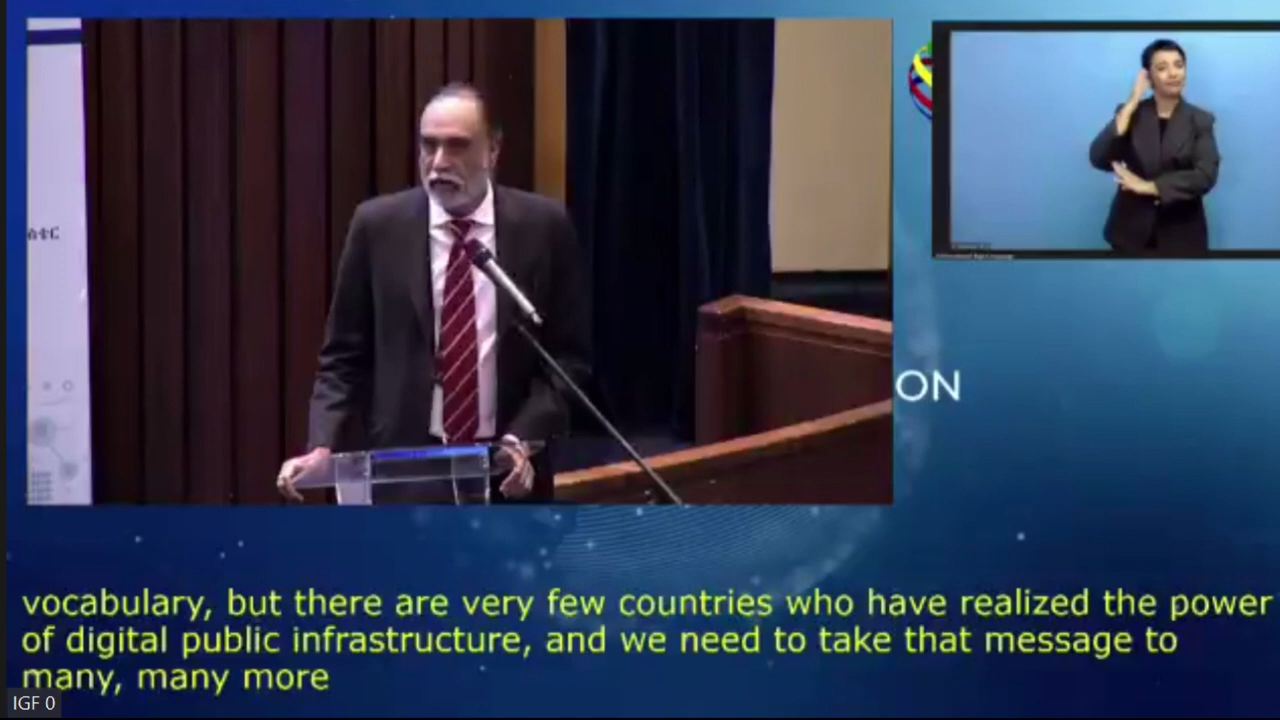 ስቲር
ON
vocabulary, but there are very few countries who have realized the power
of digital public infrastructure, and we need to take that message to
many, many more
IGF 0